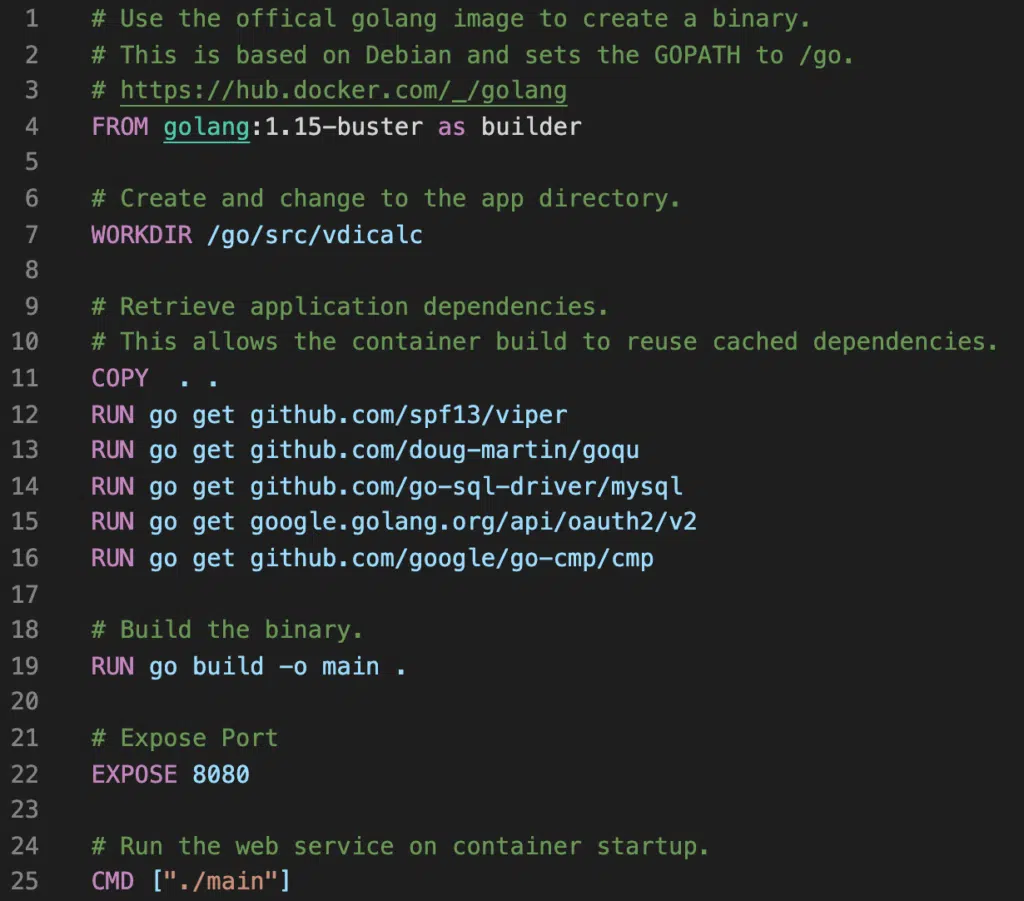 1 # Use the offical golang image to create a binary.
2 # This is based on Debian and sets the GOPATH to /go.
3 # https://hub.docker.com/_/golang
4 FROM golang:1.15-buster as builder
5
6 # Create and change to the app directory.
7 WORKDIR /go/src/vdicalc
8
9 # Retrieve application dependencies.
10 # This allows the container build to reuse cached dependencies.
11 COPY  . .
12 RUN go get github.com/spf13/viper
13 RUN go get github.com/doug-martin/goqu
14 RUN go get github.com/go-sql-driver/mysql
15 RUN go get google.golang.org/api/oauth2/v2
16 RUN go get github.com/google/go-cmp/cmp
17
18 # Build the binary.
19 RUN go build -o main .
20
21 # Expose Port
22 EXPOSE 8080
23
24 # Run the web service on container startup.
25 CMD ["./main"]